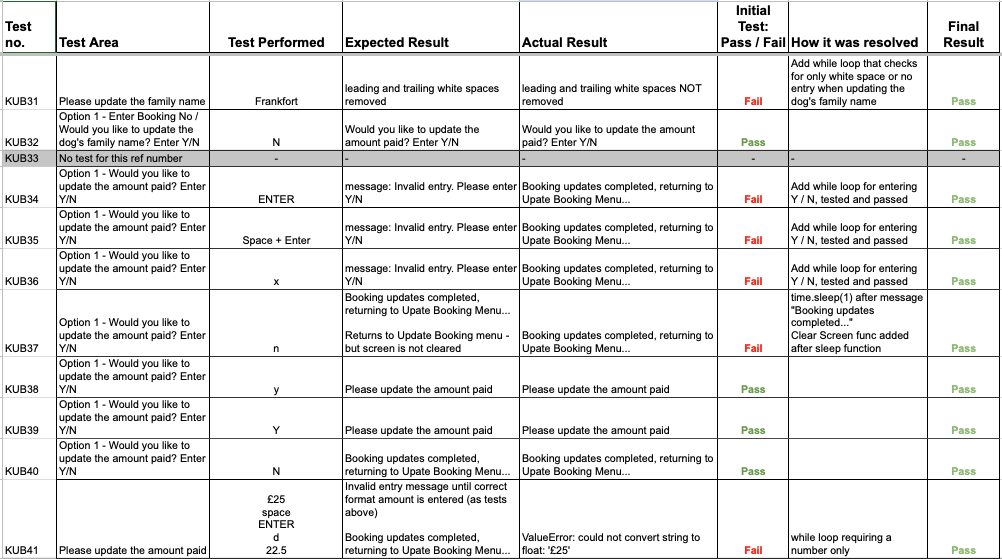 Test no.
Test Area
Test Performed
Expected Result
Actual Result
Initial Test: Pass / Fail
How it was resolved
Final Result
KUB31
Please update the family name
Frankfort
leading and trailing white spaces
removed
leading and trailing white spaces NOT
removed
Fail
Add while loop that checks
for only white space or no
entry when updating the
dog's family name
Pass
KUB32
Option 1 - Enter Booking No /
Would you like to update the
dog's family name? Enter Y/N
N
Would you like to update the
amount paid? Enter Y/N
Would you like to update the amount
paid? Enter Y/N
Pass
Pass
KUB33
No test for this ref number
-
-
-
-
-
-
KUB34
Option 1 - Would you like to
update the amount paid? Enter
Y/N
ENTER
message: Invalid entry. Please enter
Y/N
Booking updates completed, returning to
Upate Booking Menu...
Fail
Add while loop for entering
Y / N, tested and passed
Pass
KUB35
Option 1 - Would you like to
update the amount paid? Enter
Y/N
Space + Enter
message: Invalid entry. Please enter
Y/N
Booking updates completed, returning to
Upate Booking Menu...
Fail
Add while loop for entering
Y / N, tested and passed
Pass
KUB36
Option 1 - Would you like to
update the amount paid? Enter
Y/N
x
message: Invalid entry. Please enter
Y/N
Booking updates completed, returning to
Upate Booking Menu...
Fail
Add while loop for entering
Y / N, tested and passed
Pass
KUB37
Option 1 - Would you like to
update the amount paid? Enter
Y/N
n
Booking updates completed,
returning to Upate Booking Menu...
Returns to Update Booking menu -
but screen is not cleared
Booking updates completed, returning to
Upate Booking Menu...
Fail
time.sleep(1) after message
"Booking updates
completed..."
Clear Screen func added
after sleep function
Pass
KUB38
Option 1 - Would you like to
update the amount paid? Enter
Y/N
y
Please update the amount paid
Please update the amount paid
Pass
Pass
KUB39
Option 1 - Would you like to
update the amount paid? Enter
Y/N
Y
Please update the amount paid
Please update the amount paid
Pass
Pass
KUB40
Option 1 - Would you like to
update the amount paid? Enter
Y/N
N
Booking updates completed,
returning to Upate Booking Menu...
Booking updates completed, returning to
Upate Booking Menu...
Pass
Pass
KUB41
Please update the amount paid
£25
space
ENTER
d
22.5
Invalid entry message until correct
format amount is entered (as tests
above)
Booking updates completed,
returning to Upate Booking Menu...
ValueError: could not convert string to
float: '£25'
Fail
while loop requiring a
number only
Pass